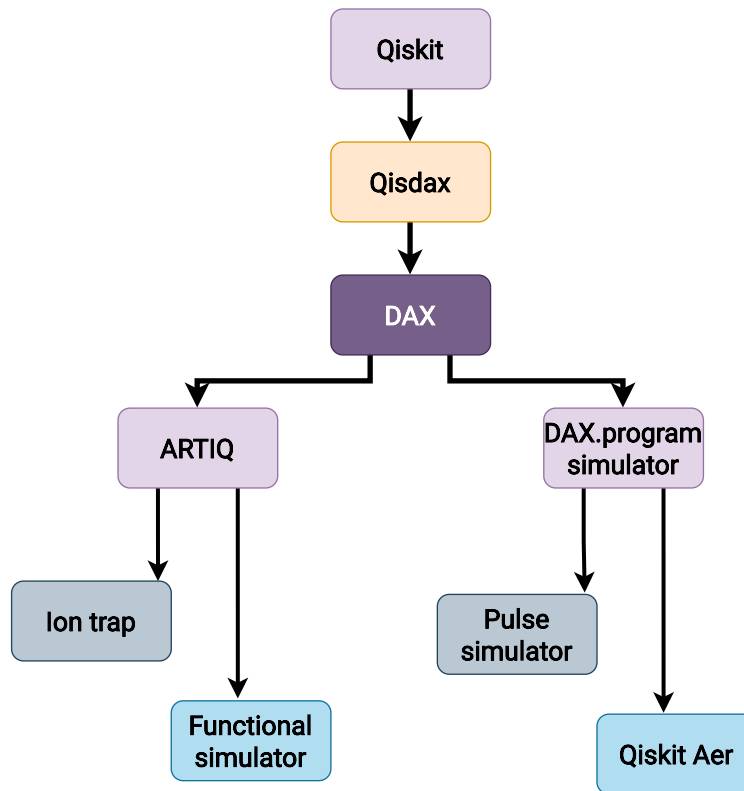 Qiskit
Qisdax
DAX
ARTIQ
DAX.program
simulator
Ion trap
Pulse
simulator
Functional
simulator
Qiskit Aer